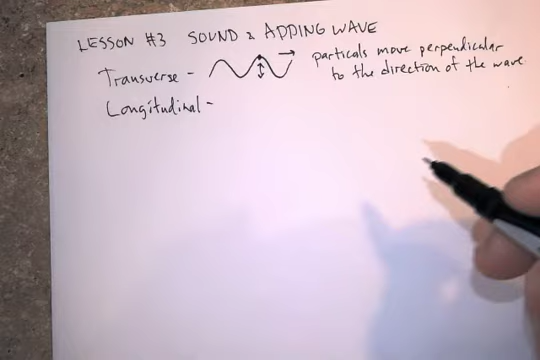 LESSON #3 SOUND & ADDING WAVE
Transverse - particals move perpendicular
to the direction of the wave.
Longitudinal -